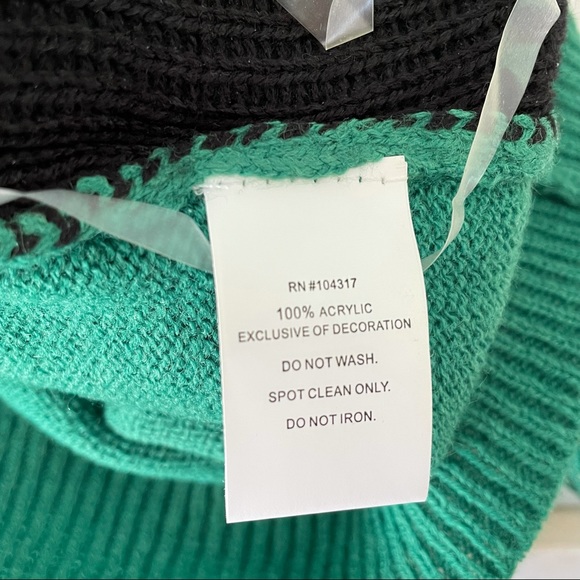 RN #104317
100% ACRYLIC
EXCLUSIVE OF DECORATION
DO NOT WASH.
SPOT CLEAN ONLY.
DO NOT IRON.